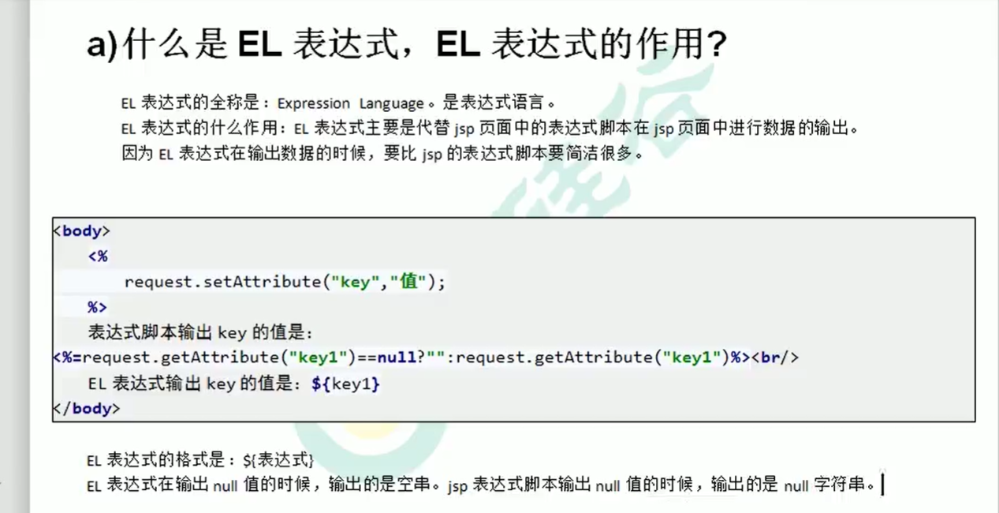 a)什么是 EL 表达式，EL 表达式的作用?
EL 表达式的全称是：Expression Language。是表达式语言。
EL 表达式的什么作用：EL 表达式主要是代替 jsp 页面中的表达式脚本在 jsp 页面中进行数据的输出。
因为 EL 表达式在输出数据的时候，要比 jsp 的表达式脚本要简洁很多。
<body>
<%
request.setAttribute("key","值");
%>
表达式脚本输出 key 的值是：
<%=request.getAttribute("key1")==null?"":request.getAttribute("key1")%><br/>
EL 表达式输出 key 的值是：${key1}
</body>
EL 表达式的格式是：${表达式}
EL 表达式在输出 null 值的时候，输出的是空串。jsp 表达式脚本输出 null 值的时候，输出的是 null 字符串。